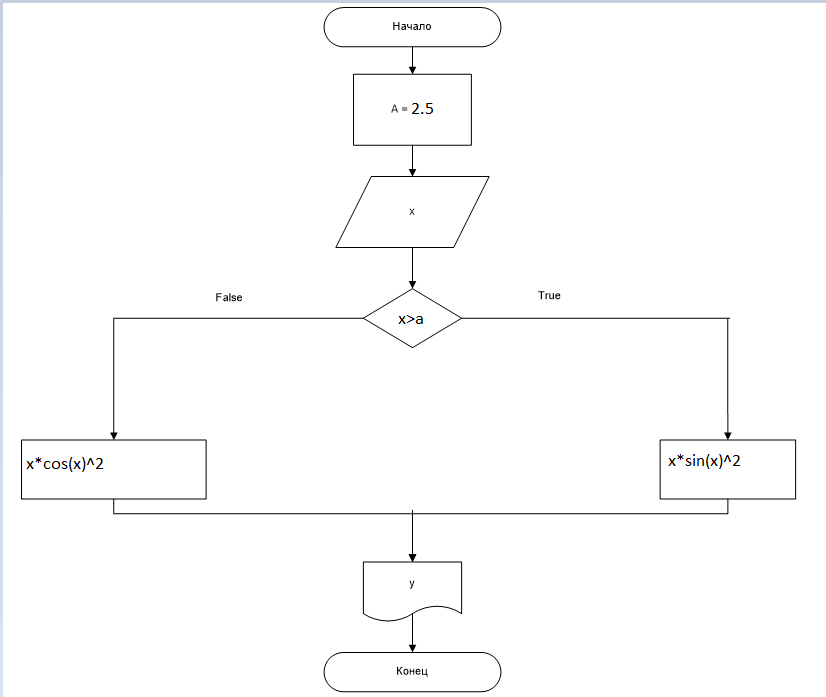 Начало
A = 2.5
x
False
True
x>a
x*cos(x)^2
x*sin(x)^2
y
Конец